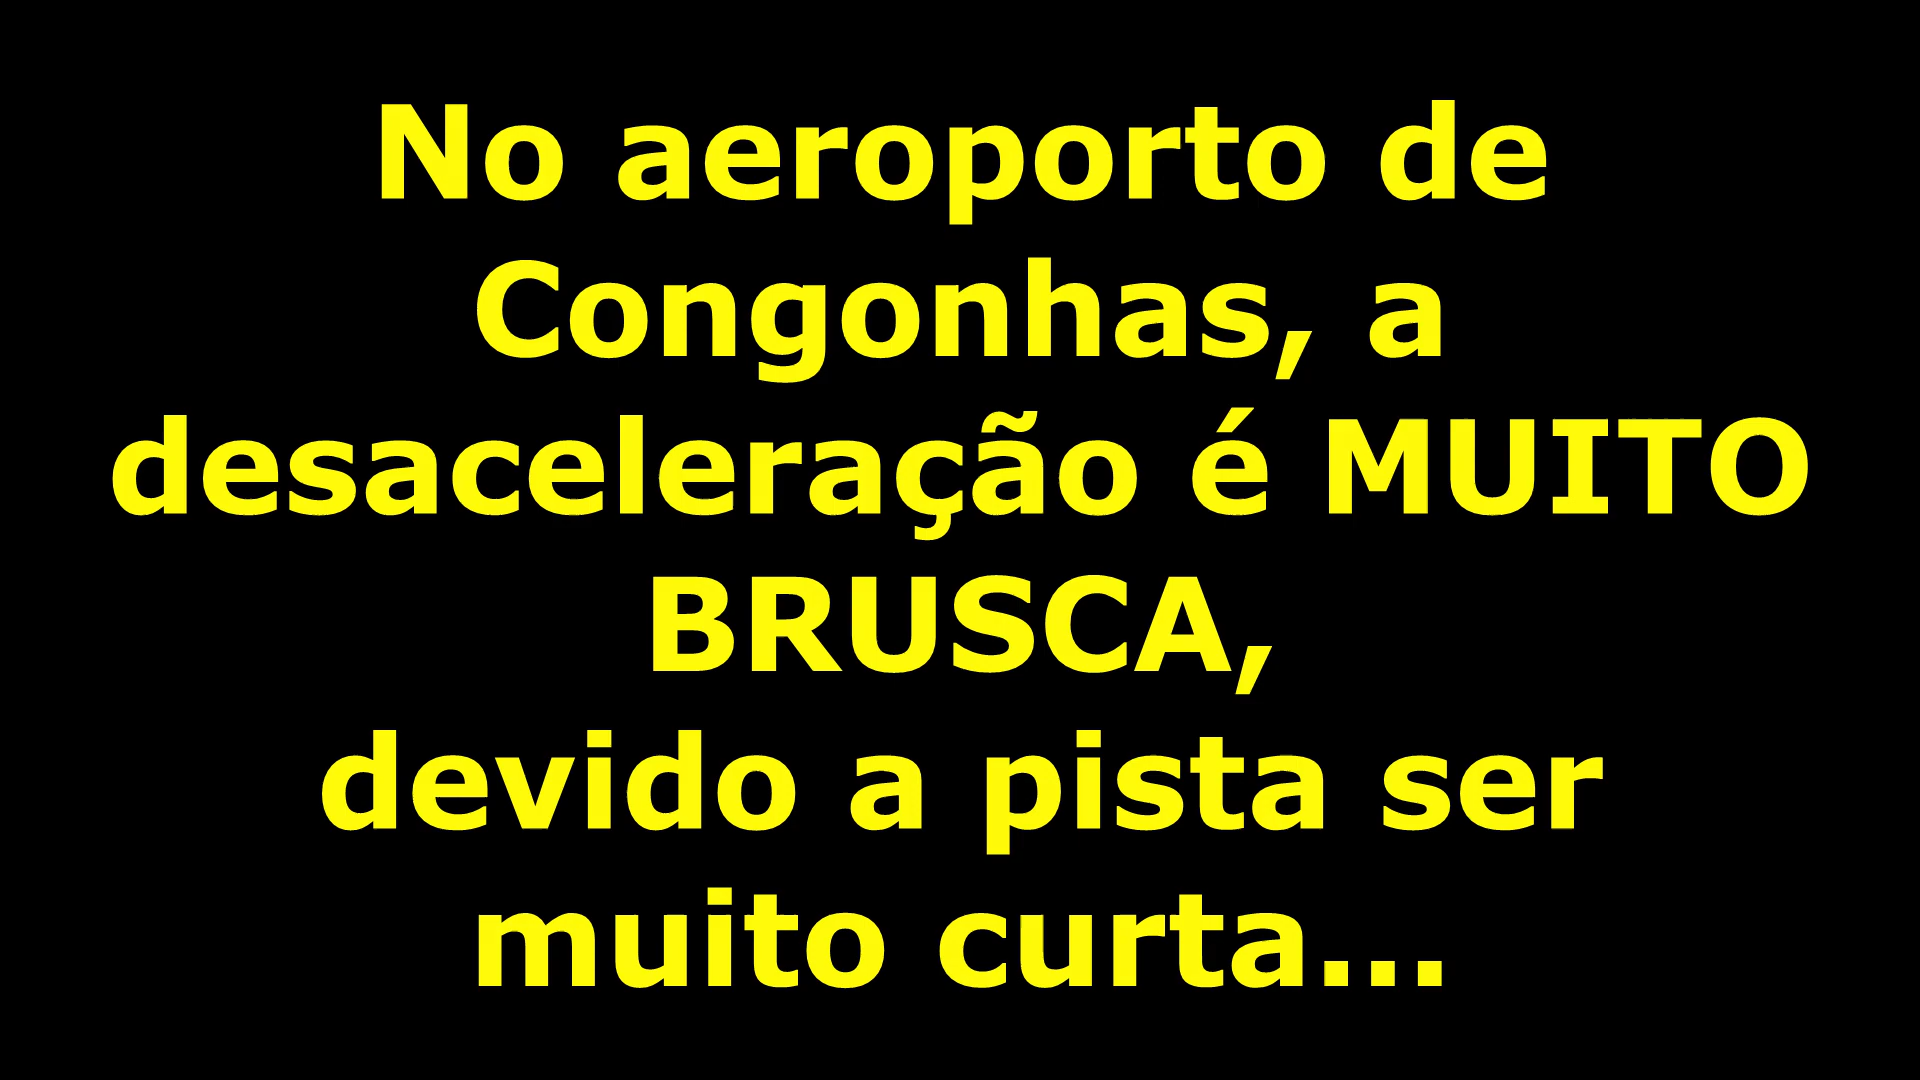 No aeroporto de
Congonhas, a
desaceleração é MUITO
BRUSCA,
devido a pista ser
muito curta...